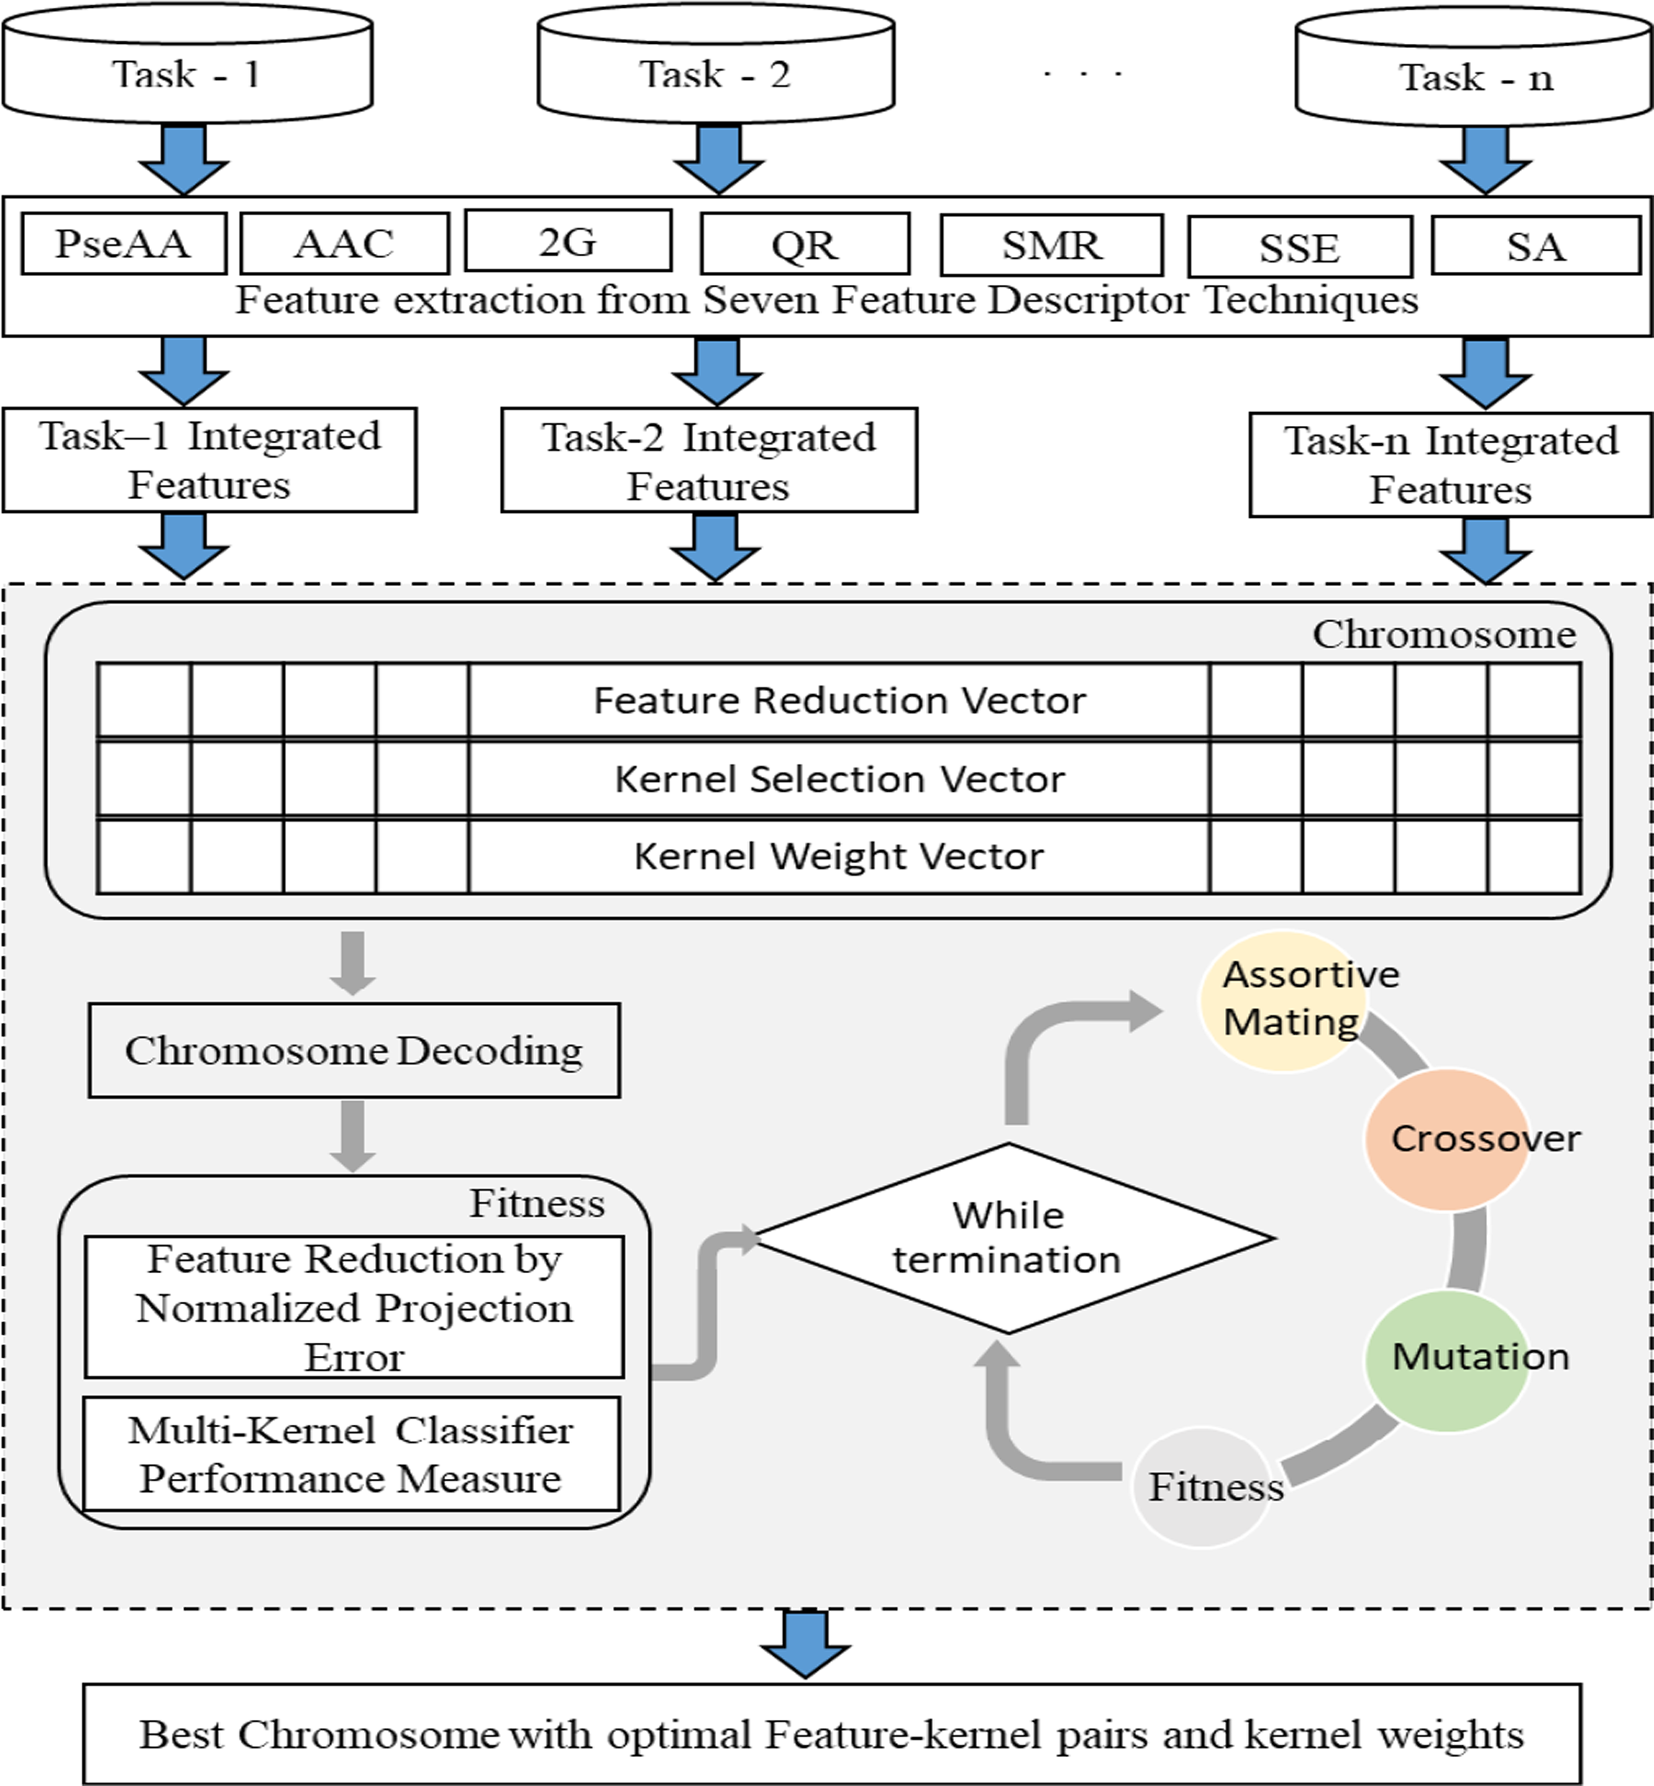 Task - 1
Task - 2
. . .
Task - n
PseAA
AAC
2G
QR
SMR
SSE
SA
Feature extraction from Seven Feature Descriptor Techniques
Task–1 Integrated
Features
Task-2 Integrated
Features
Task-n Integrated
Features
Chromosome
Feature Reduction Vector
Kernel Selection Vector
Kernel Weight Vector
Chromosome Decoding
Fitness
Feature Reduction by
Normalized Projection
Error
Multi-Kernel Classifier
Performance Measure
While
termination
Assortive
Mating
Crossover
Mutation
Fitness
Best Chromosome with optimal Feature-kernel pairs and kernel weights